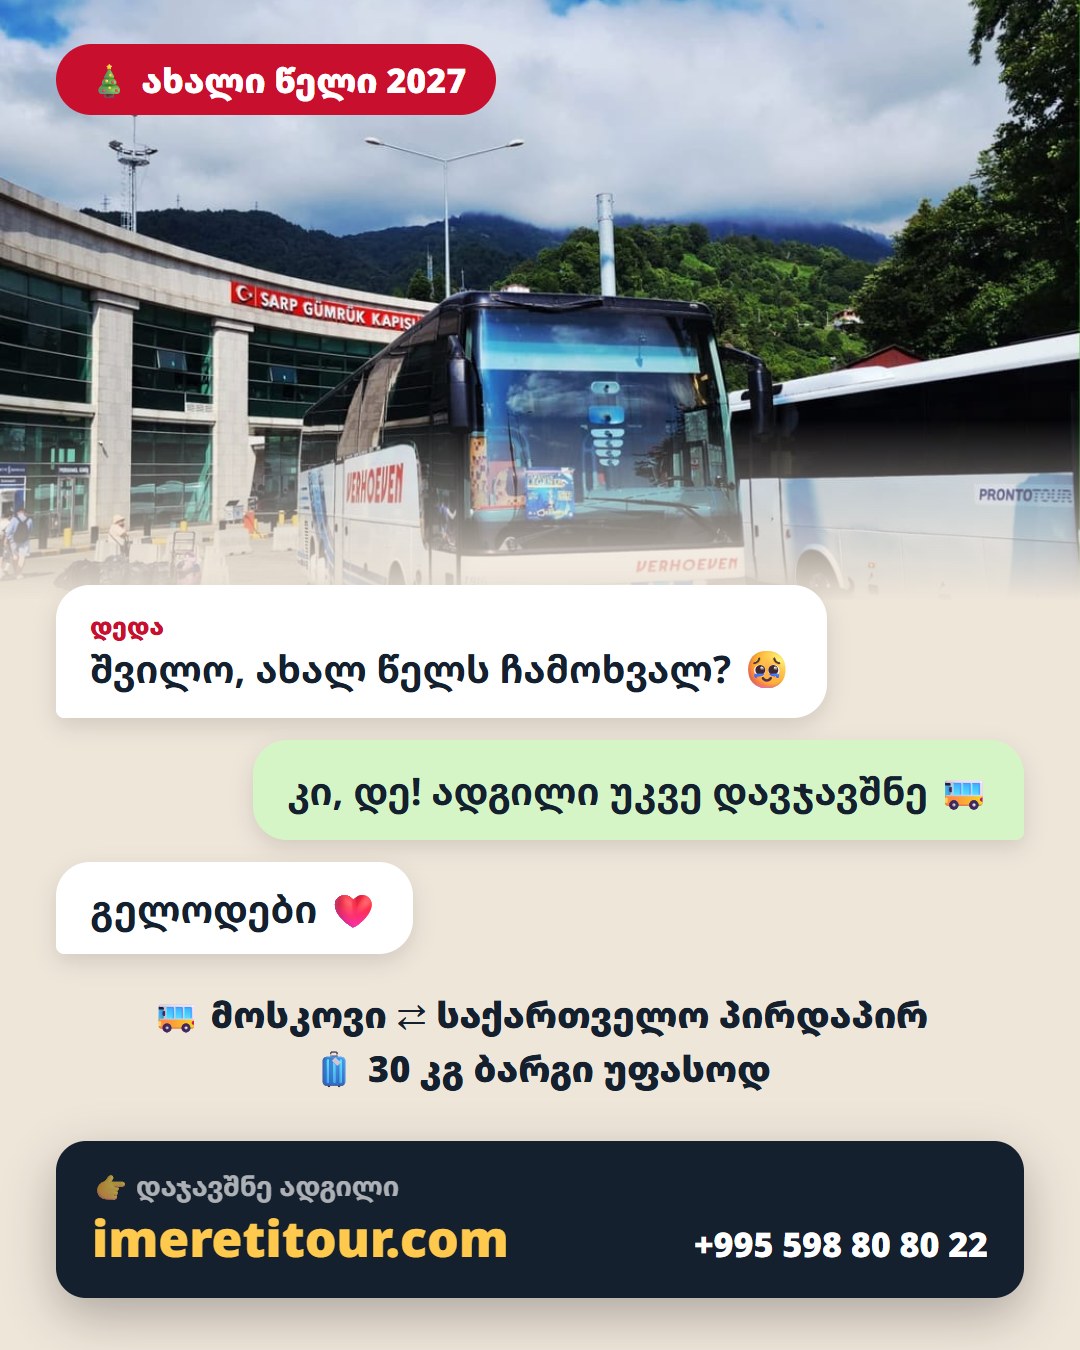 🎄 ახალი წელი 2027
SARP GÜMRÜK KAPISI
VERHOEVEN
PRONTOTOUR
VERHOEVEN
დედა
შვილო, ახალ წელს ჩამოხვალ? 🥹
კი, დე! ადგილი უკვე დავჯავშნე 🚌
გელოდები ❤️
🚌 მოსკოვი ⇄ საქართველო პირდაპირ
🧳 30 კგ ბარგი უფასოდ
👉 დაჯავშნე ადგილი
imeretitour.com
+995 598 80 80 22